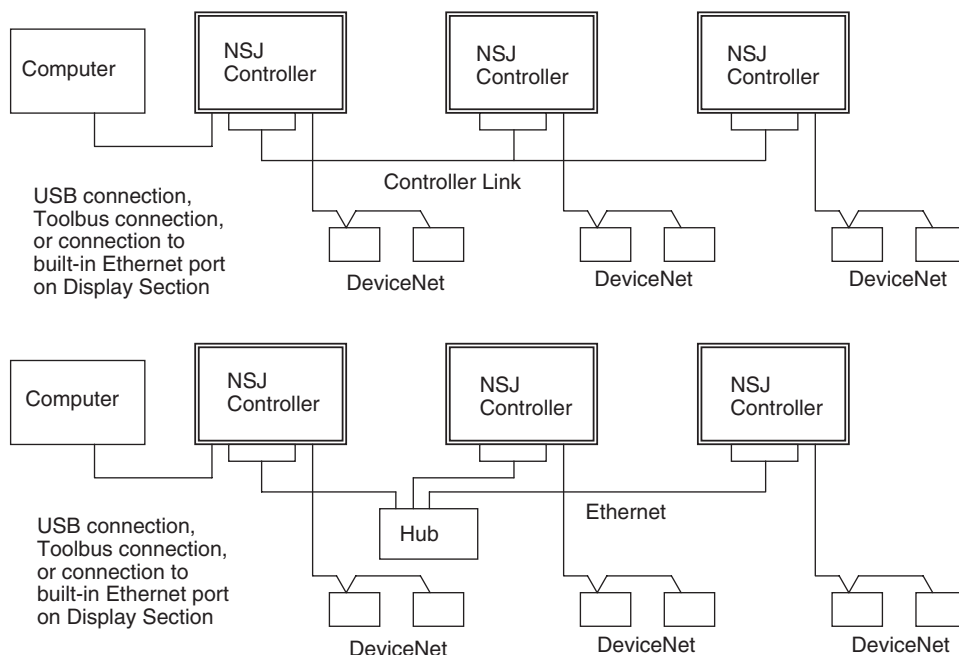 Computer
NSJ
Controller
NSJ
Controller
NSJ
Controller
Controller Link
USB connection,
Toolbus connection,
or connection to
built-in Ethernet port
on Display Section
DeviceNet
DeviceNet
DeviceNet
Computer
NSJ
Controller
NSJ
Controller
NSJ
Controller
Ethernet
Hub
USB connection,
Toolbus connection,
or connection to
built-in Ethernet port
on Display Section
DeviceNet
DeviceNet
DeviceNet